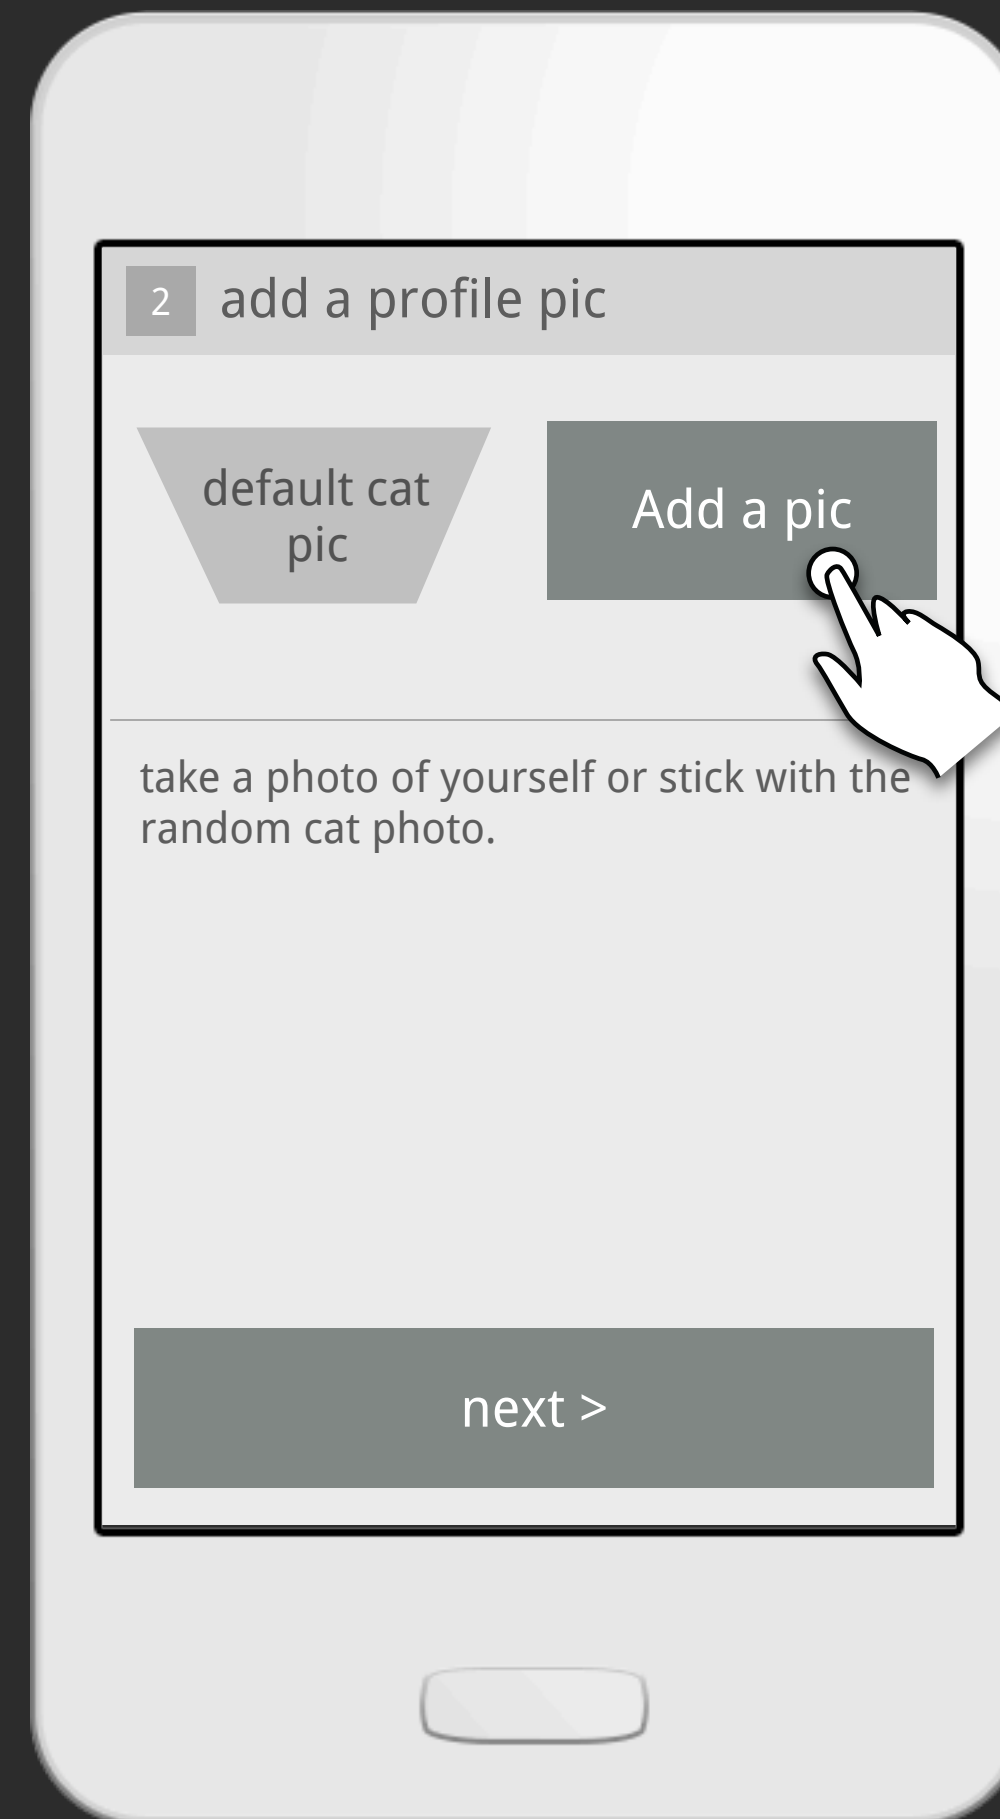 2 add a profile pic
default cat
pic
Add a pic
take a photo of yourself or stick with the
random cat photo.
next >